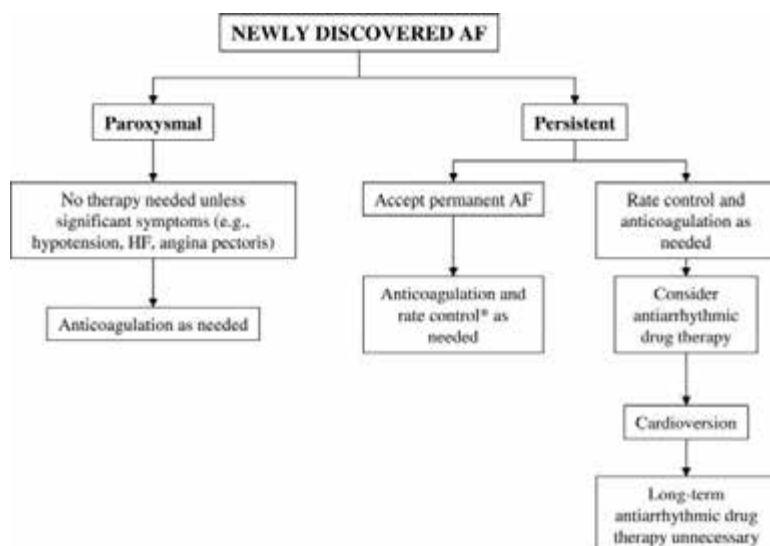 NEWLY DISCOVERED AF
Paroxysmal
Persistent
No therapy needed unless
significant symptoms (e.g.,
hypotension, HF, angina pectoris)
Anticoagulation as needed
Accept permanent AF
Anticoagulation and
rate control* as
needed
Rate control and
anticoagulation as
needed
Consider
antiarrhythmic
drug therapy
Cardioversion
Long-term
antiarrhythmic drug
therapy unnecessary